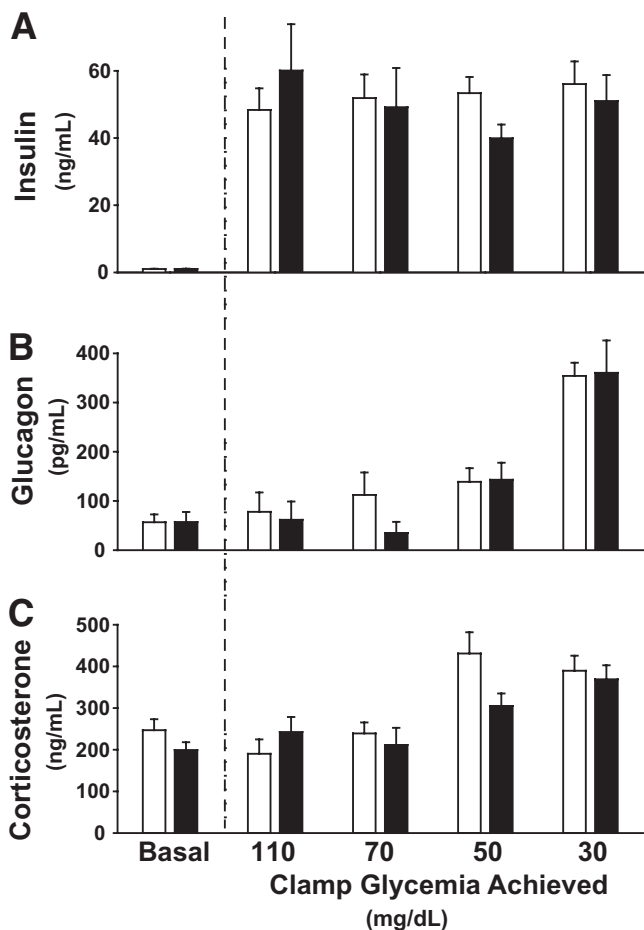 A
Insulin
(ng/mL)
60
40
20
0
B
Glucagon
(pg/mL)
400
300
200
100
0
C
Corticosterone
(ng/mL)
500
400
300
200
100
0
Basal 110 70 50 30
Clamp Glycemia Achieved
(mg/dL)